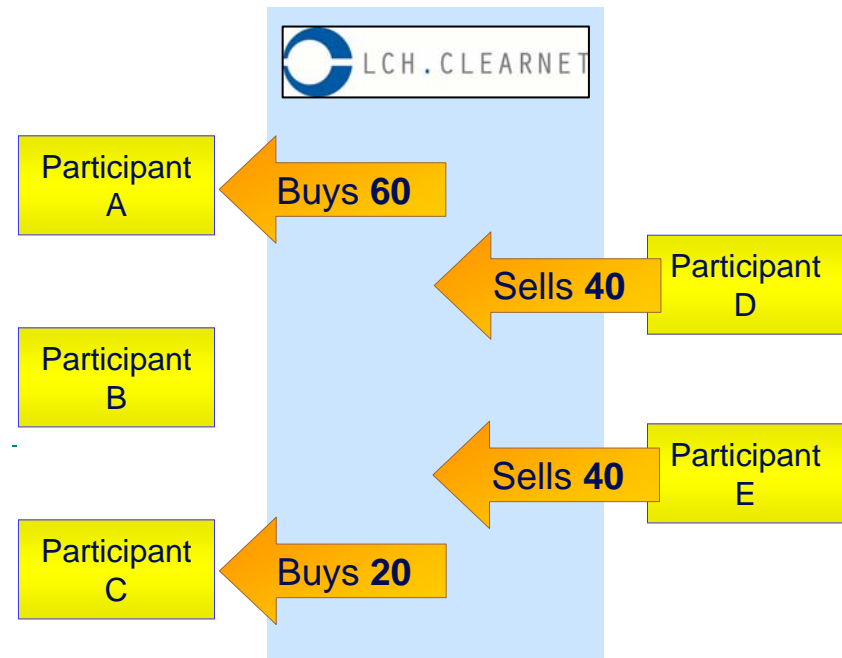 LCH.CLEARNET
Participant
A
Buys 60
Sells 40
Participant
D
Participant
B
Sells 40
Participant
E
Participant
C
Buys 20